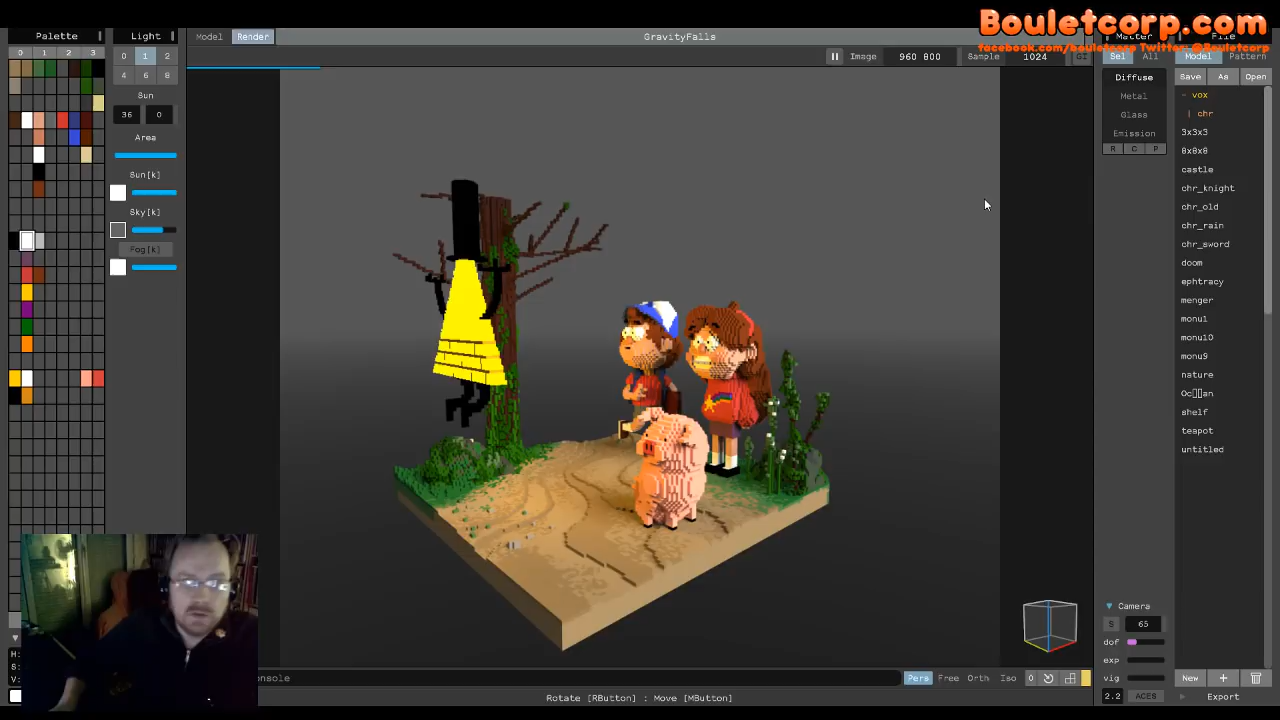 Bouletcorp.com
facebook.com/bouletcorp Twitter @Bouletcorp
Palette
Light
Model
Render
GravityFalls
Master
File
0 1 2 3
0 1 2
4 6 8
Image
960 800
Sample
1024
Sel
All
Model
Pattern
Sun
36 0
Area
Sun[k]
Sky[k]
Fog[k]
Diffuse
Metal
Glass
Emission
R C P
Save
As
Open
- vox
| chr
3x3x3
8x8x8
castle
chr_knight
chr_old
chr_rain
chr_sword
doom
ephtracy
menger
monu1
monu10
monu9
nature
shelf
teapot
untitled
Camera
S
65
dof
exp
vig
2.2
ACES
H:
S:
V:
onsole
Pers
Free
Orth
Iso
0
New
+
Export
Rotate [RButton] : Move [MButton]